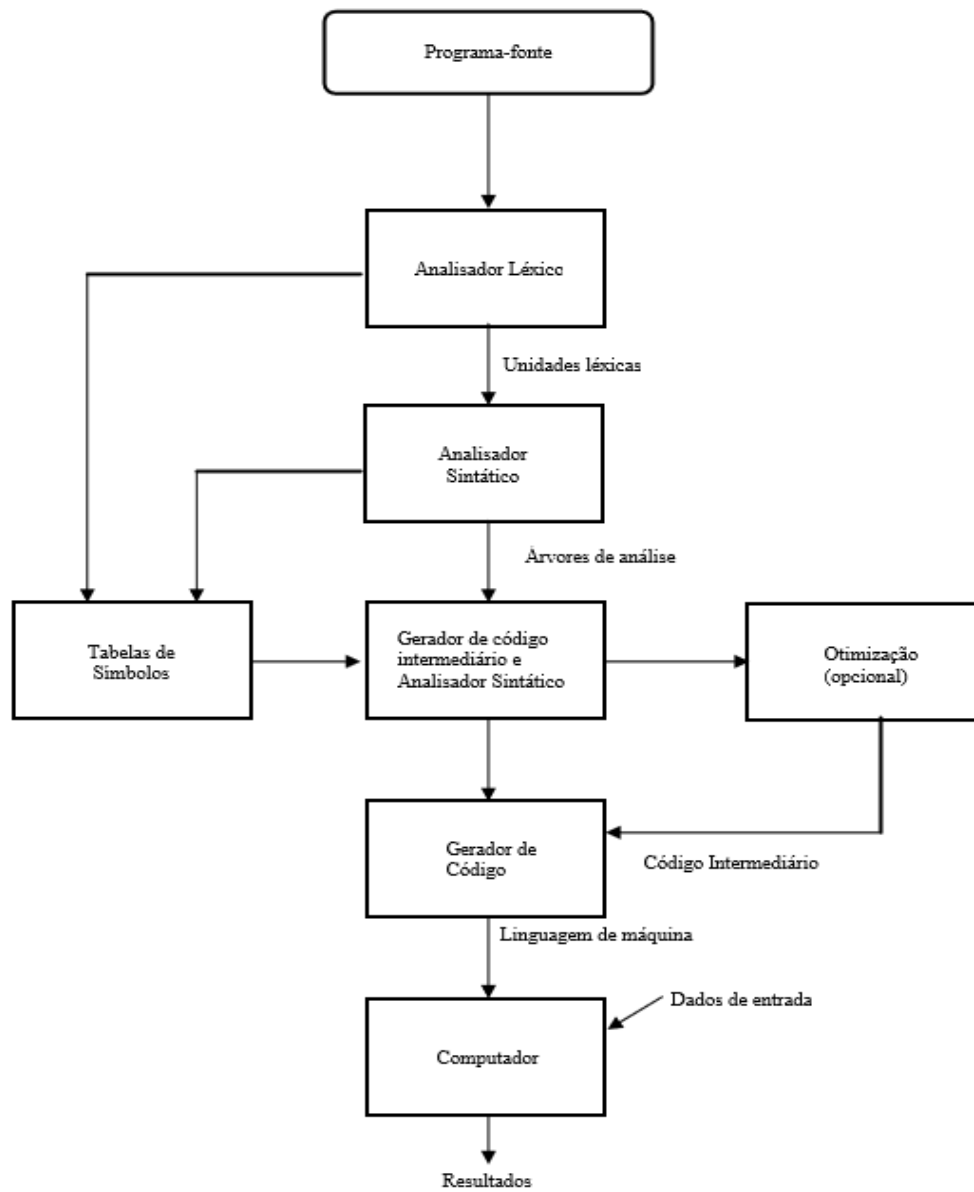 Programa-fonte
Analisador Léxico
Unidades léxicas
Analisador
Sintático
Árvores de análise
Tabelas de
Símbolos
Gerador de código
intermediário e
Analisador Sintático
Otimização
(opcional)
Gerador de
Código
Código Intermediário
Linguagem de máquina
Dados de entrada
Computador
Resultados